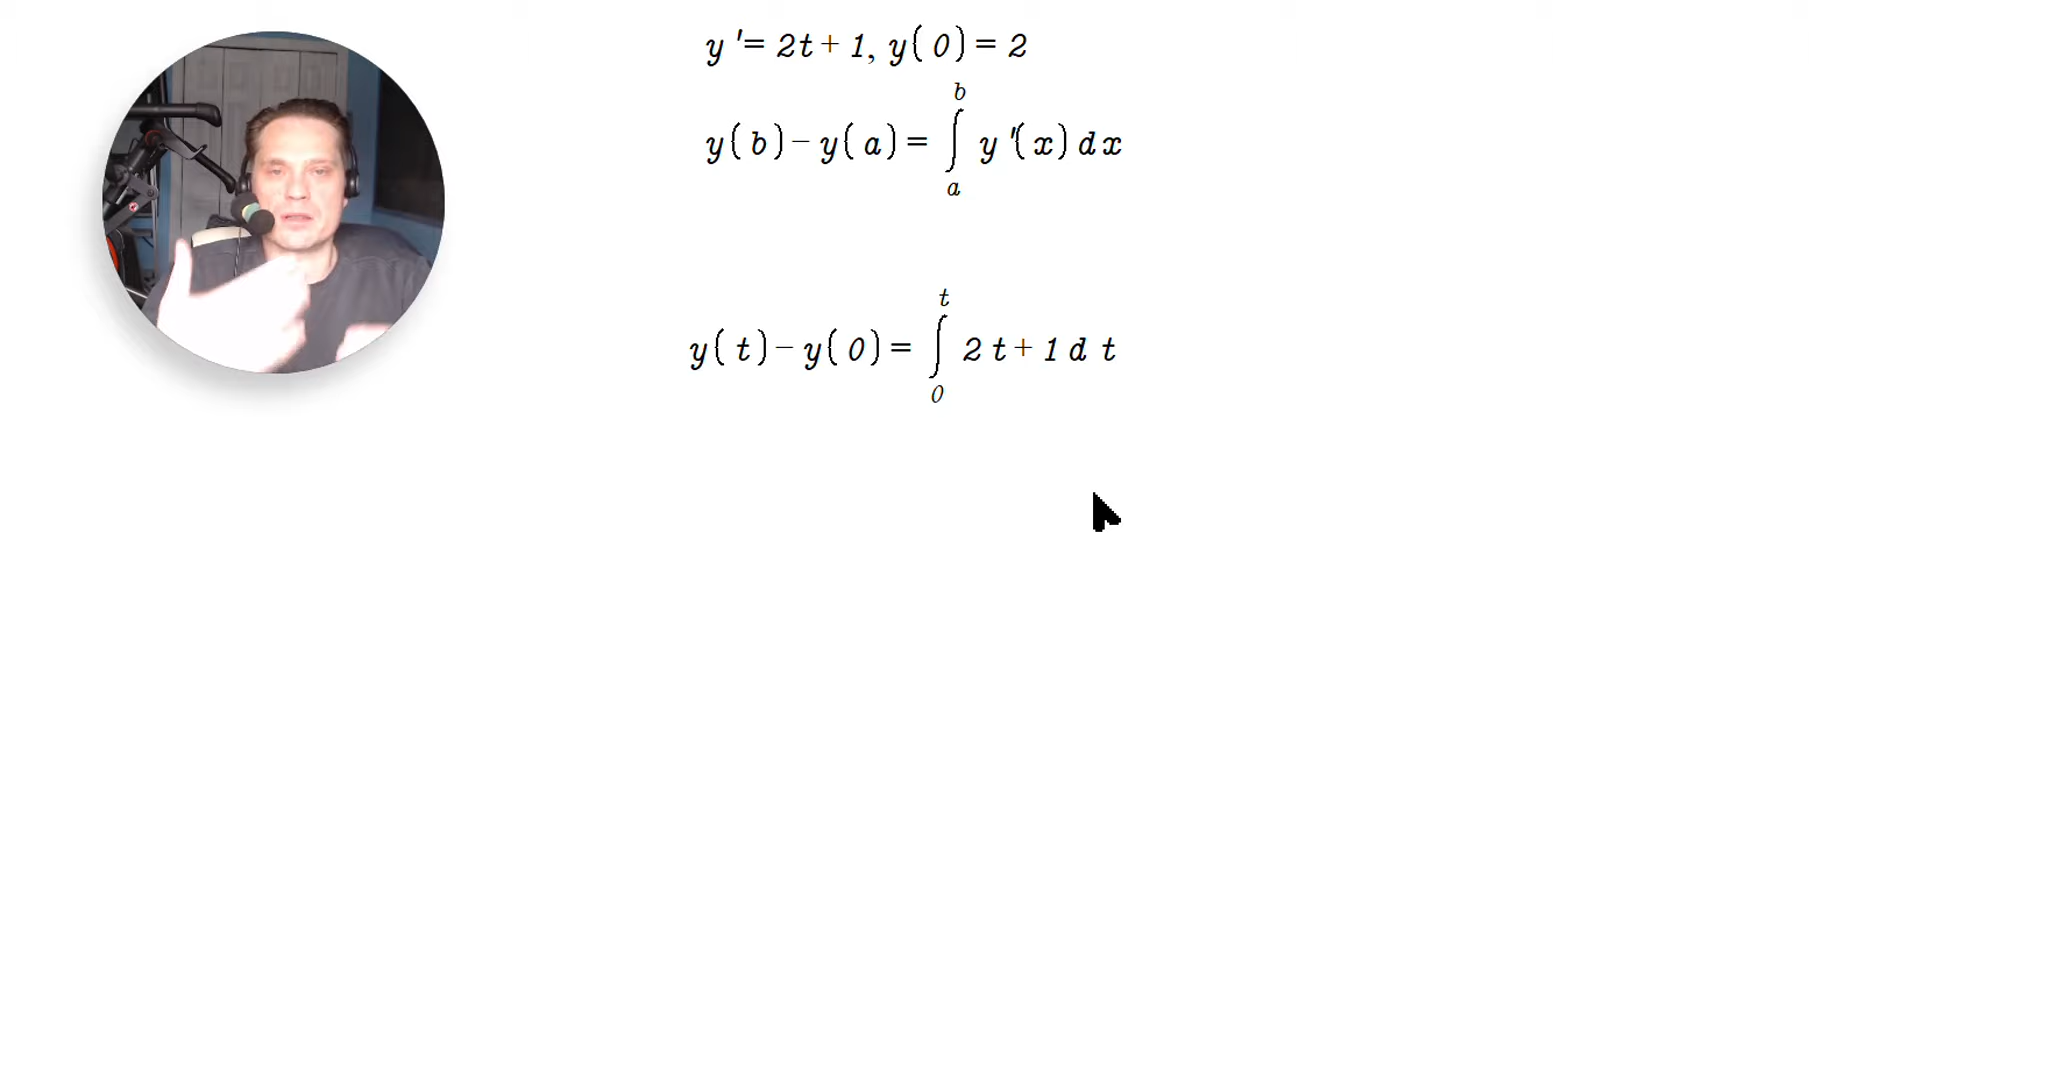 y'= 2t + 1, y(0) = 2
y(b) - y(a) = ∫_a^b y'(x) dx
y(t) - y(0) = ∫_0^t 2t + 1 dt